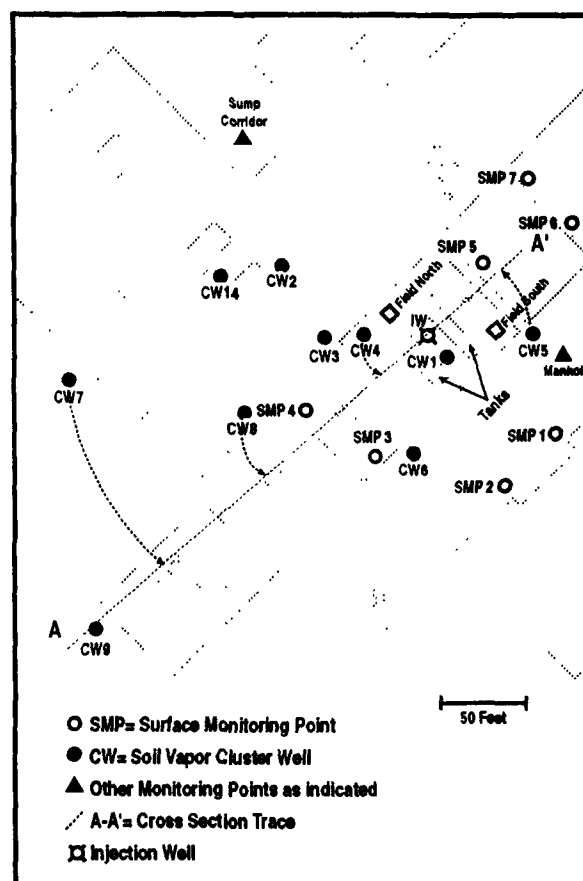 Sump
Corridor
SMP 7
SMP 6
A'
SMP 5
CW2
CW14
Field North
IW
Field South
CW3
CW4
CW1
CW5
Manhol
CW7
Tanks
SMP 4
CW8
SMP 1
SMP 3
CW6
SMP 2
A
CW9
50 Feet
SMP= Surface Monitoring Point
CW= Soil Vapor Cluster Well
Other Monitoring Points as indicated
A-A'= Cross Section Trace
Injection Well